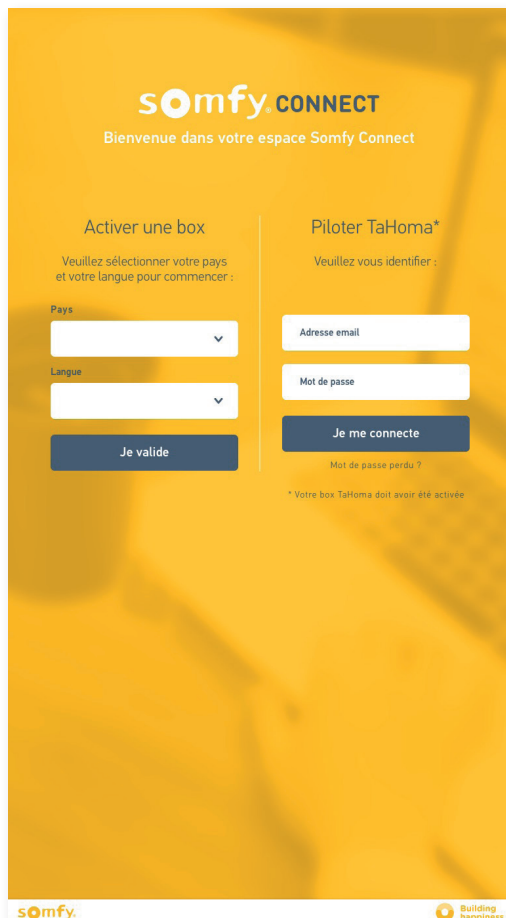 somfy. CONNECT
Bienvenue dans votre espace Somfy Connect
Activer une box
Veuillez sélectionner votre pays
et votre langue pour commencer :
Pays
Langue
Je valide
Piloter TaHoma*
Veuillez vous identifier :
Adresse email
Mot de passe
Je me connecte
Mot de passe perdu ?
* Votre box TaHoma doit avoir été activée
somfy.
Building
happiness